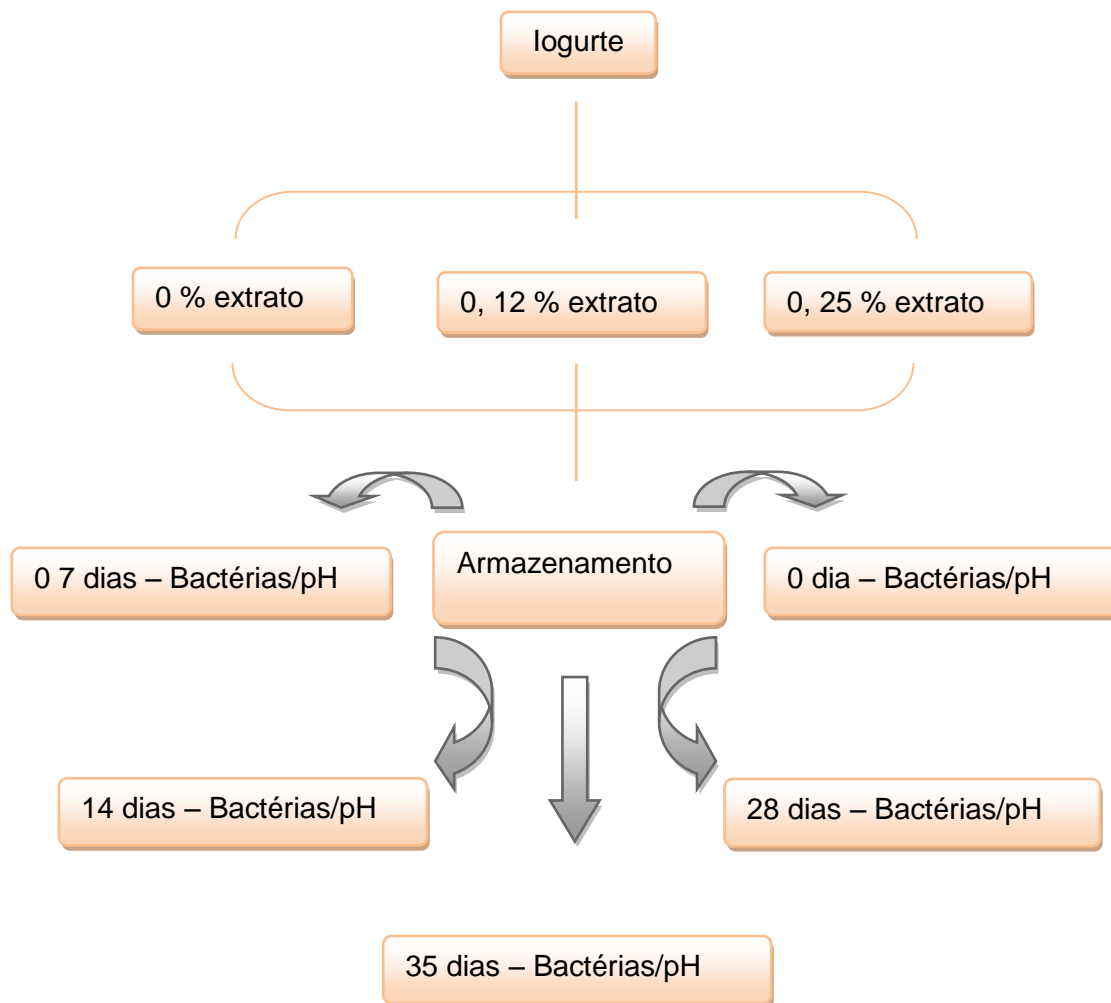 Iogurte
0 % extrato
0, 12 % extrato
0, 25 % extrato
Armazenamento
0 7 dias – Bactérias/pH
0 dia – Bactérias/pH
14 dias – Bactérias/pH
28 dias – Bactérias/pH
35 dias – Bactérias/pH